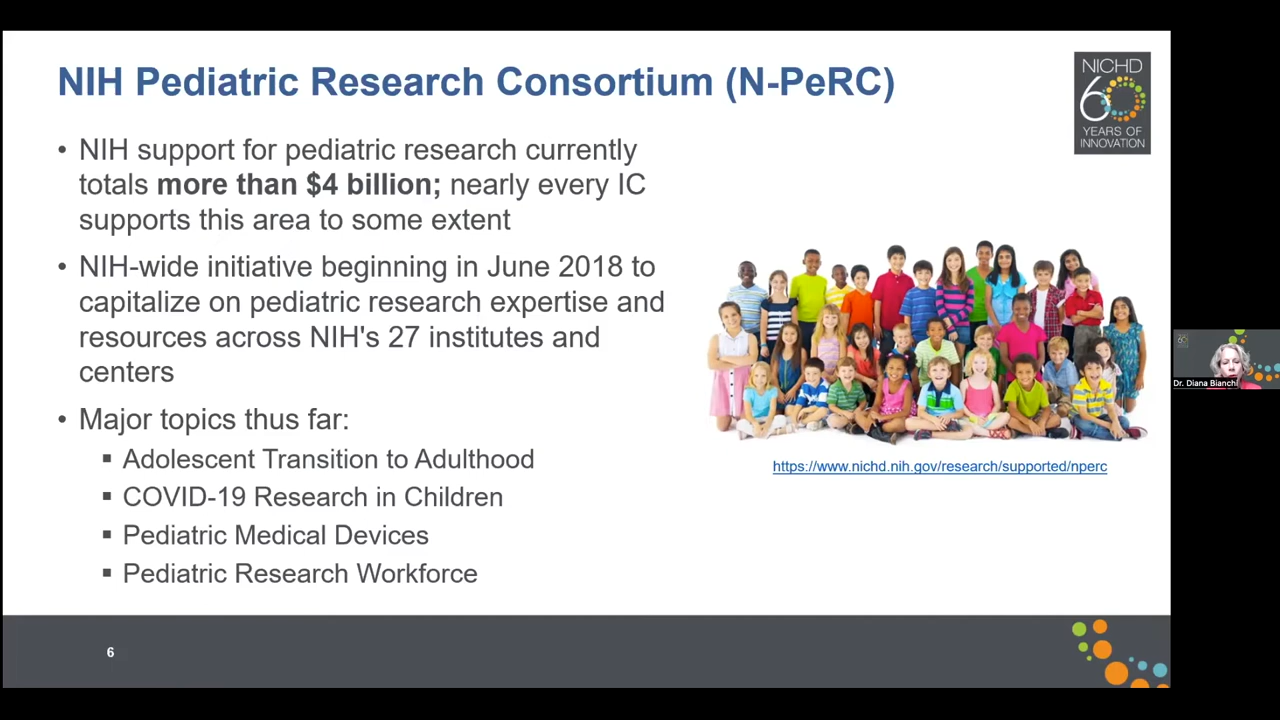 NIH Pediatric Research Consortium (N-PeRC)
NICHD
60
YEARS OF
INNOVATION
• NIH support for pediatric research currently
totals more than $4 billion; nearly every IC
supports this area to some extent
• NIH-wide initiative beginning in June 2018 to
capitalize on pediatric research expertise and
resources across NIH's 27 institutes and
centers
• Major topics thus far:
▪ Adolescent Transition to Adulthood
▪ COVID-19 Research in Children
▪ Pediatric Medical Devices
▪ Pediatric Research Workforce
https://www.nichd.nih.gov/research/supported/nperc
60
Dr. Diana Bianchi
6